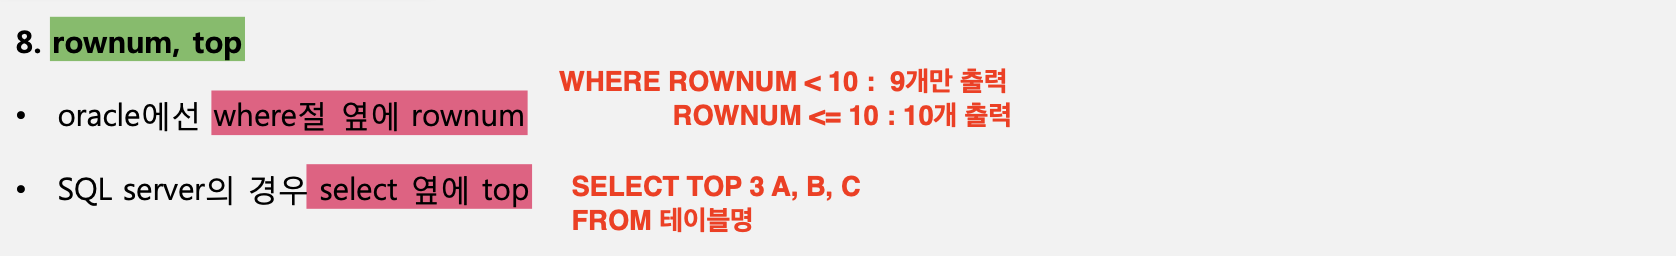 8. rownum, top
• oracle에선 where절 옆에 rownum
WHERE ROWNUM < 10 : 9개만 출력
ROWNUM <= 10 : 10개 출력
• SQL server의 경우 select 옆에 top
SELECT TOP 3 A, B, C
FROM 테이블명